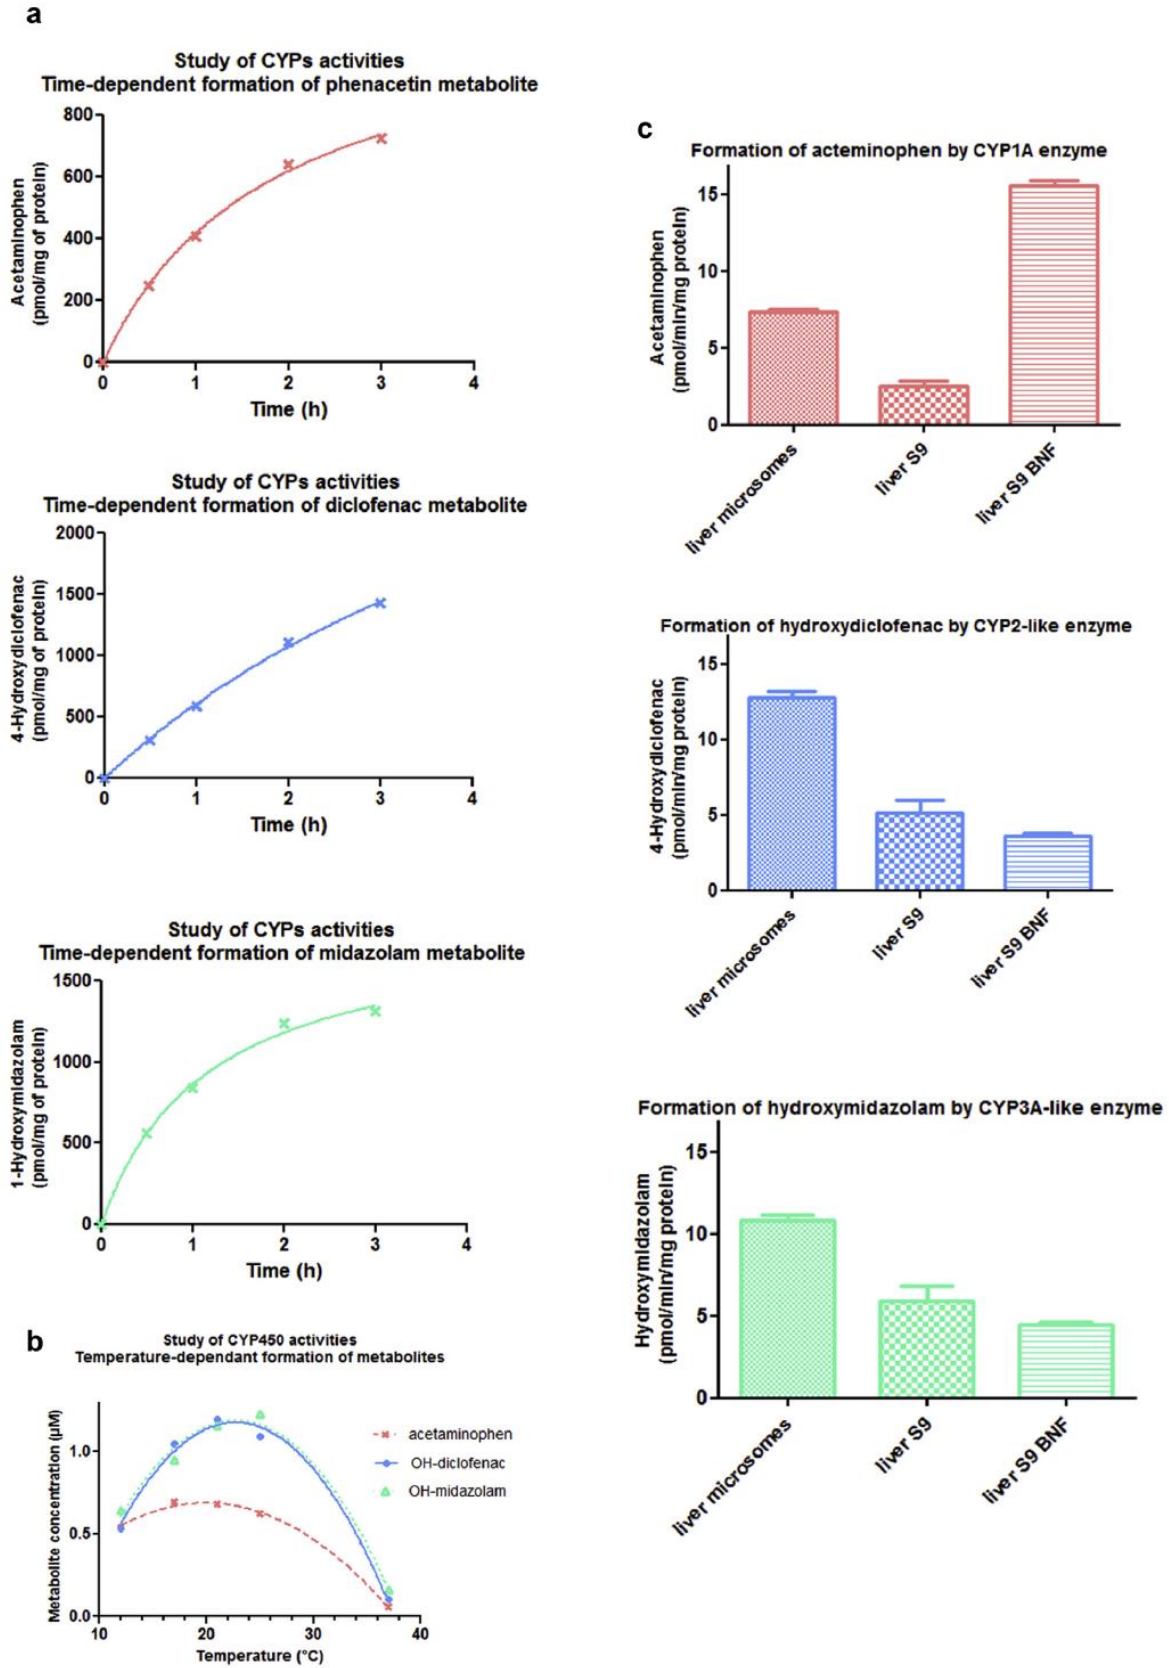 a
Study of CYPs activities
Time-dependent formation of phenacetin metabolite
Acetaminophen
(pmol/mg of protein)
800
600
400
200
0
0 1 2 3 4
Time (h)
Study of CYPs activities
Time-dependent formation of diclofenac metabolite
4-Hydroxydiclofenac
(pmol/mg of protein)
2000
1500
1000
500
0
0 1 2 3 4
Time (h)
Study of CYPs activities
Time-dependent formation of midazolam metabolite
1-Hydroxymidazolam
(pmol/mg of protein)
1500
1000
500
0
0 1 2 3 4
Time (h)
b
Study of CYP450 activities
Temperature-dependant formation of metabolites
Metabolite concentration (µM)
1.0
0.5
0.0
10 20 30 40
Temperature (°C)
acetaminophen
OH-diclofenac
OH-midazolam
c
Formation of acteminophen by CYP1A enzyme
Acetaminophen
(pmol/min/mg protein)
15
10
5
0
liver microsomes
liver S9
liver S9 BNF
Formation of hydroxydiclofenac by CYP2-like enzyme
4-Hydroxydiclofenac
(pmol/min/mg protein)
15
10
5
0
liver microsomes
liver S9
liver S9 BNF
Formation of hydroxymidazolam by CYP3A-like enzyme
Hydroxymidazolam
(pmol/min/mg protein)
15
10
5
0
liver microsomes
liver S9
liver S9 BNF